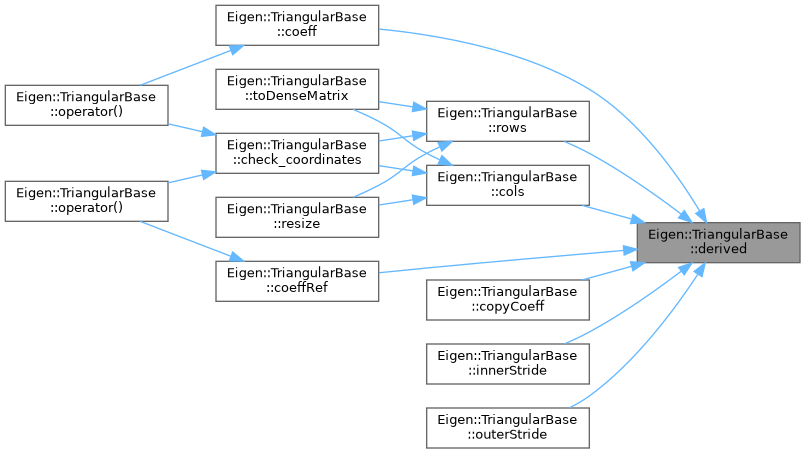 Eigen::TriangularBase
::coeff
Eigen::TriangularBase
::operator()
Eigen::TriangularBase
::toDenseMatrix
Eigen::TriangularBase
::rows
Eigen::TriangularBase
::check_coordinates
Eigen::TriangularBase
::cols
Eigen::TriangularBase
::operator()
Eigen::TriangularBase
::resize
Eigen::TriangularBase
::derived
Eigen::TriangularBase
::coeffRef
Eigen::TriangularBase
::copyCoeff
Eigen::TriangularBase
::innerStride
Eigen::TriangularBase
::outerStride